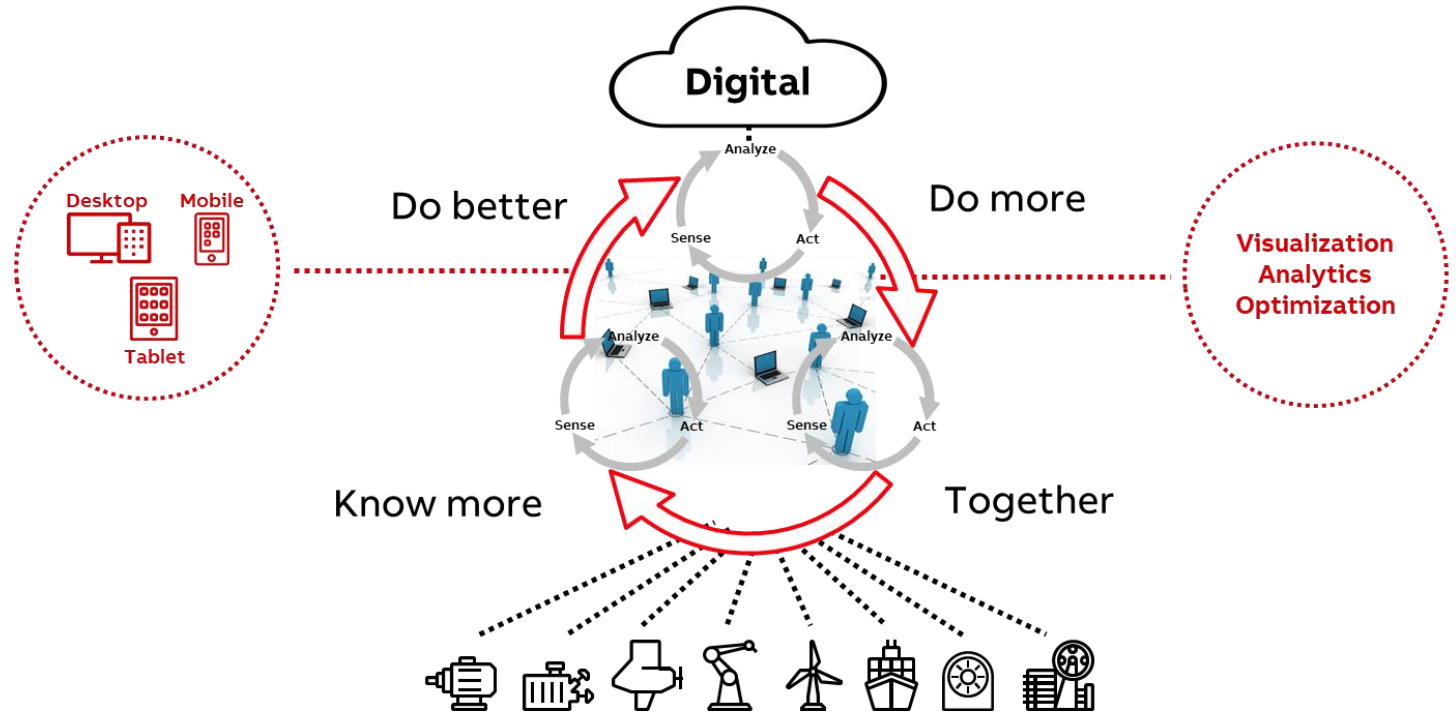 Digital
Analyze
Sense
Act
Do better
Do more
Desktop
Mobile
Tablet
Visualization
Analytics
Optimization
Analyze
Sense
Act
Analyze
Sense
Act
Know more
Together